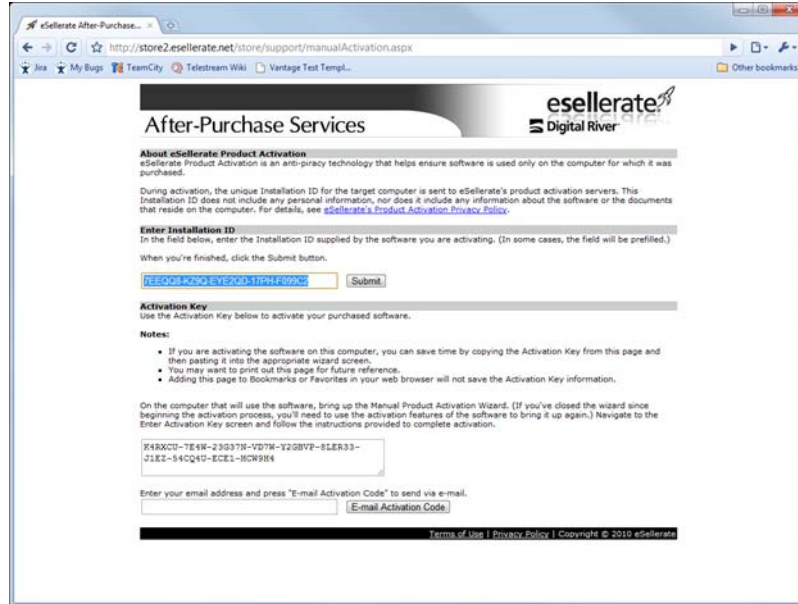 eSellerate After-Purchase...
http://store2.esellerate.net/store/support/manualActivation.aspx
Jira My Bugs TeamCity Telestream Wiki Vantage Test Templ... Other bookmarks
esellerate
After-Purchase Services
Digital River
About eSellerate Product Activation
eSellerate Product Activation is an anti-piracy technology that helps ensure software is used only on the computer for which it was
purchased.
During activation, the unique Installation ID for the target computer is sent to eSellerate's product activation servers. This
Installation ID does not include any personal information, nor does it include any information about the software or the documents
that reside on the computer. For details, see eSellerate's Product Activation Privacy Policy.
Enter Installation ID
In the field below, enter the Installation ID supplied by the software you are activating. (In some cases, the field will be prefilled.)
When you're finished, click the Submit button.
7EEQQ8-KZ9Q-EYE2QD-17PH-F099C2 Submit
Activation Key
Use the Activation Key below to activate your purchased software.
Notes:
• If you are activating the software on this computer, you can save time by copying the Activation Key from this page and
then pasting it into the appropriate wizard screen.
• You may want to print out this page for future reference.
• Adding this page to Bookmarks or Favorites in your web browser will not save the Activation Key information.
On the computer that will use the software, bring up the Manual Product Activation Wizard. (If you've closed the wizard since
beginning the activation process, you'll need to use the activation features of the software to bring it up again.) Navigate to the
Enter Activation Key screen and follow the instructions provided to complete activation.
K4RXCU-7E4W-23G37N-VD7W-Y2GBVP-8LER33-
J1EZ-54CQ4U-ECE1-HCW9H4
Enter your email address and press "E-mail Activation Code" to send via e-mail.
E-mail Activation Code
Terms of Use | Privacy Policy | Copyright © 2010 eSellerate